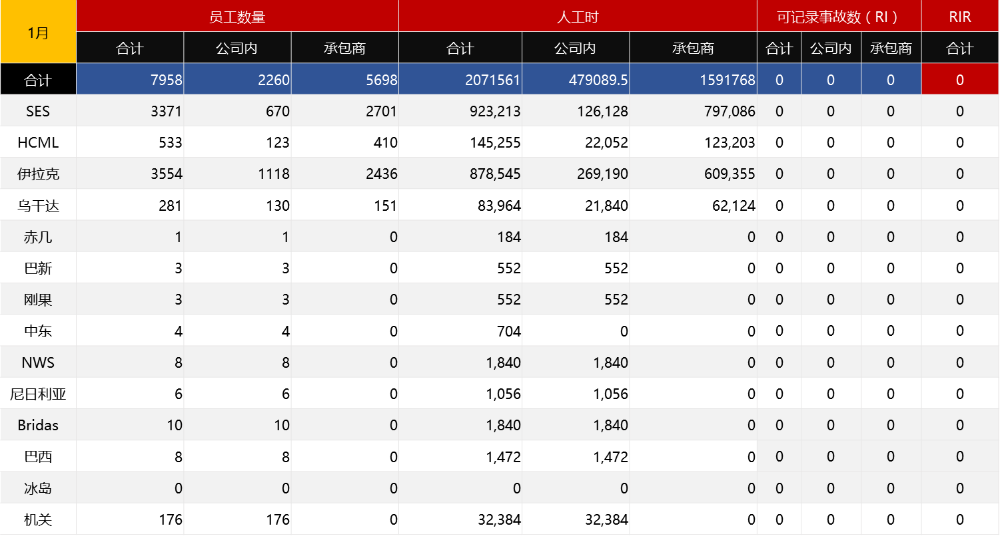 1月 员工数量 人工时 可记录事故数（RI） RIR
合计 公司内 承包商 合计 公司内 承包商 合计 公司内 承包商 合计
合计 7958 2260 5698 2071561 479089.5 1591768 0 0 0 0
SES 3371 670 2701 923,213 126,128 797,086 0 0 0 0
HCML 533 123 410 145,255 22,052 123,203 0 0 0 0
伊拉克 3554 1118 2436 878,545 269,190 609,355 0 0 0 0
乌干达 281 130 151 83,964 21,840 62,124 0 0 0 0
赤几 1 1 0 184 184 0 0 0 0 0
巴新 3 3 0 552 552 0 0 0 0 0
刚果 3 3 0 552 552 0 0 0 0 0
中东 4 4 0 704 0 0 0 0 0 0
NWS 8 8 0 1,840 1,840 0 0 0 0 0
尼日利亚 6 6 0 1,056 1,056 0 0 0 0 0
Bridas 10 10 0 1,840 1,840 0 0 0 0 0
巴西 8 8 0 1,472 1,472 0 0 0 0 0
冰岛 0 0 0 0 0 0 0 0 0 0
机关 176 176 0 32,384 32,384 0 0 0 0 0